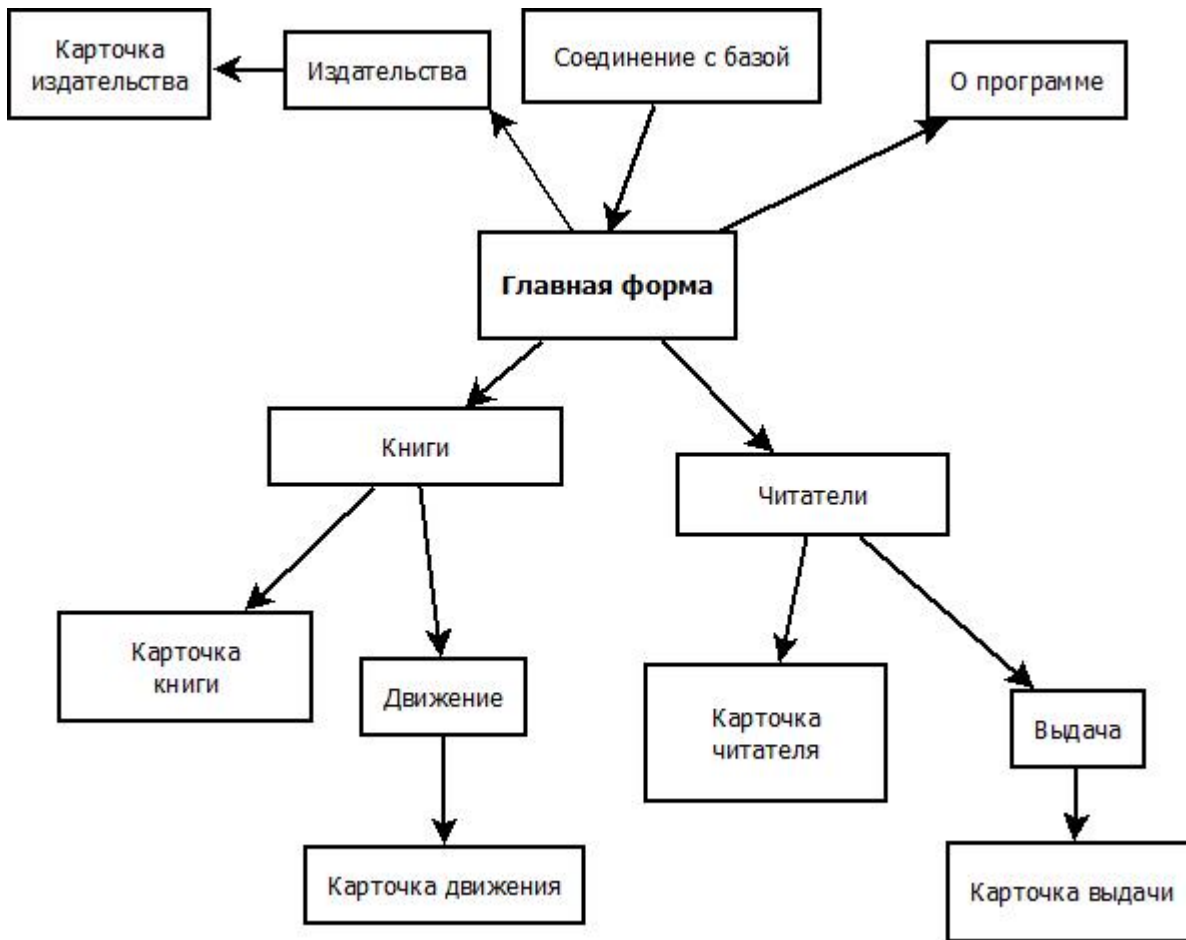 Карточка
издательства
Издательства
Соединение с базой
О программе
Главная форма
Книги
Читатели
Карточка
книги
Движение
Карточка
читателя
Выдача
Карточка движения
Карточка выдачи